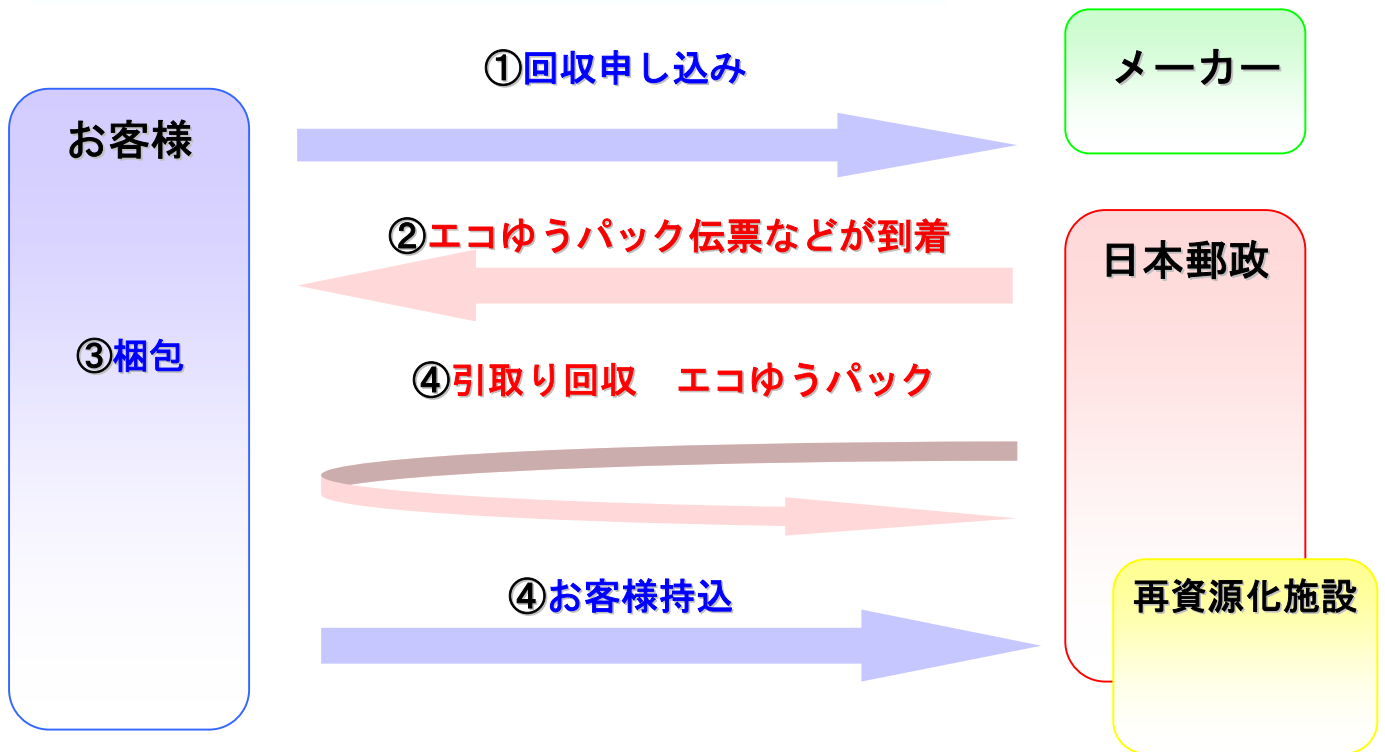 ①回収申し込み
メーカー
お客様
②エコゆうパック伝票などが到着
日本郵政
③梱包
④引取り回収　エコゆうパック
④お客様持込
再資源化施設